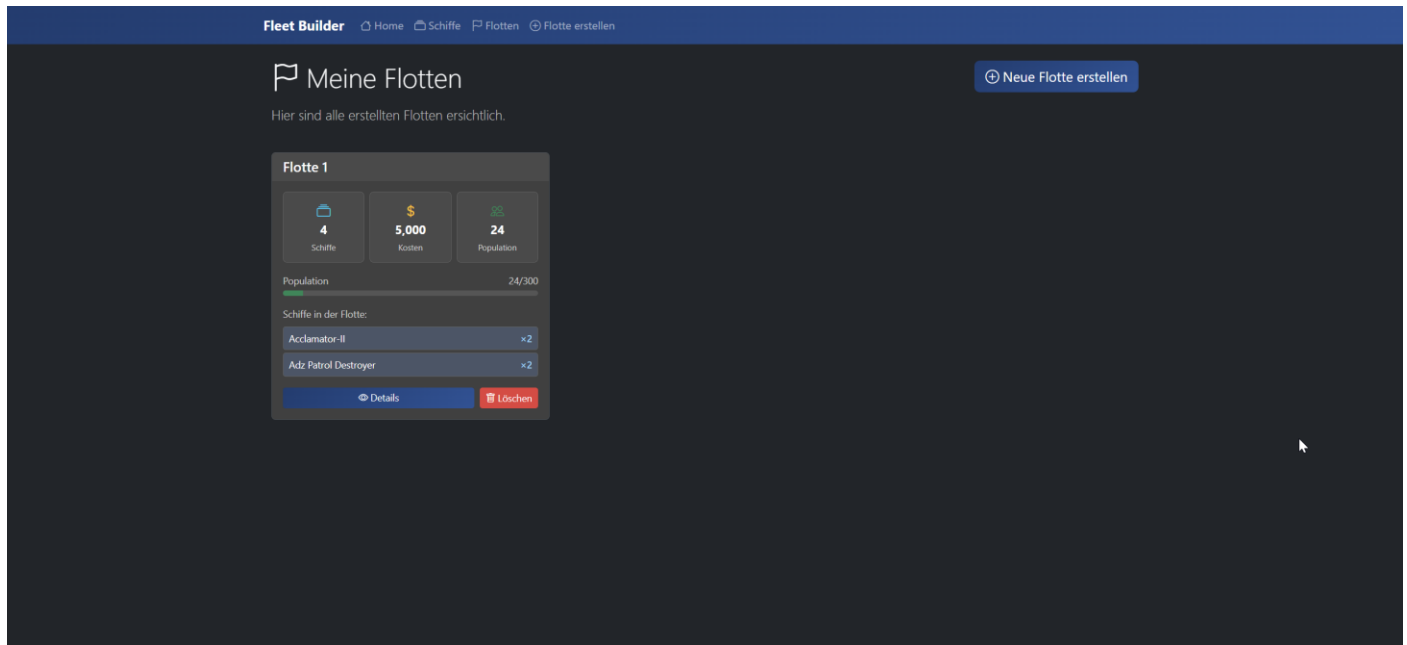 Fleet Builder Home Schiffe Flotten Flotte erstellen
Meine Flotten
Neue Flotte erstellen
Hier sind alle erstellten Flotten ersichtlich.
Flotte 1
4 5,000 24
Schiffe Kosten Population
Population 24/300
Schiffe in der Flotte:
Acclamator-II ×2
Adz Patrol Destroyer ×2
Details Löschen